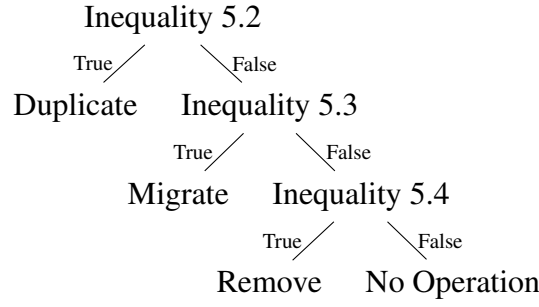 Inequality 5.2
True False
Duplicate Inequality 5.3
True False
Migrate Inequality 5.4
True False
Remove No Operation